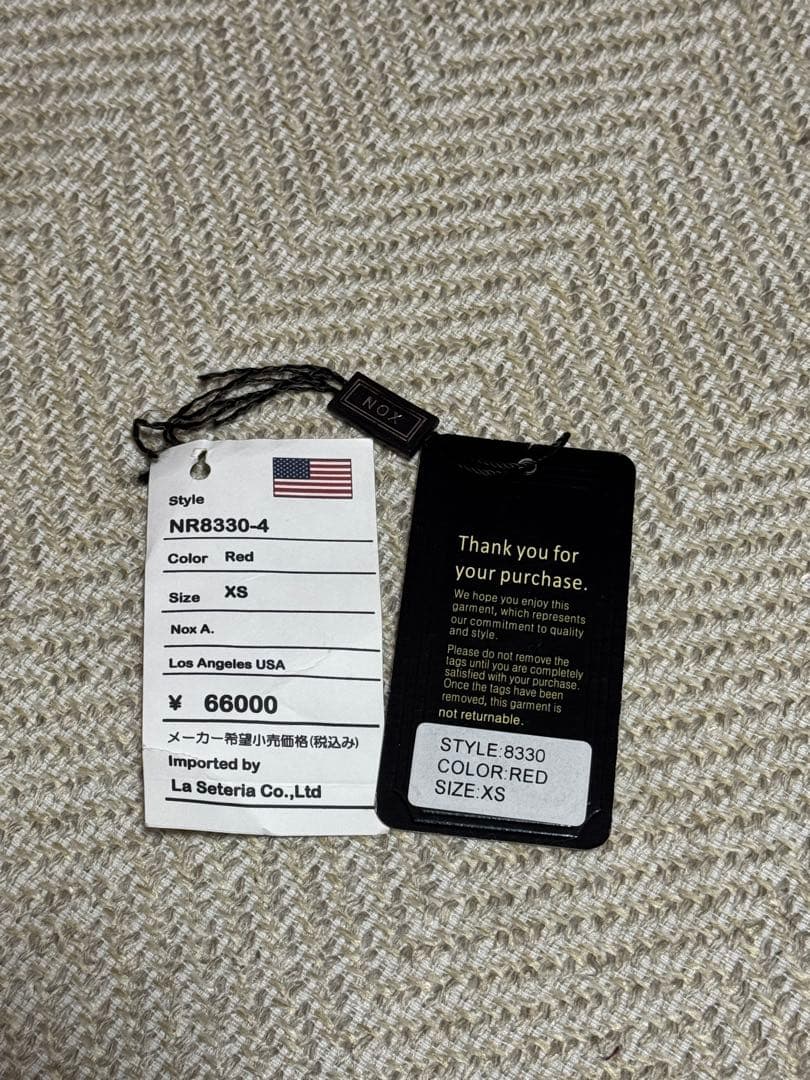 NOX
Style
NR8330-4
Color Red
Size XS
Nox A.
Los Angeles USA
¥ 66000
メーカー希望小売価格(税込み)
Imported by
La Seteria Co.,Ltd
Thank you for
your purchase.
We hope you enjoy this
garment, which represents
our commitment to quality
and style.
Please do not remove the
tags until you are completely
satisfied with your purchase.
Once the tags have been
removed, this garment is
not returnable.
STYLE:8330
COLOR:RED
SIZE:XS